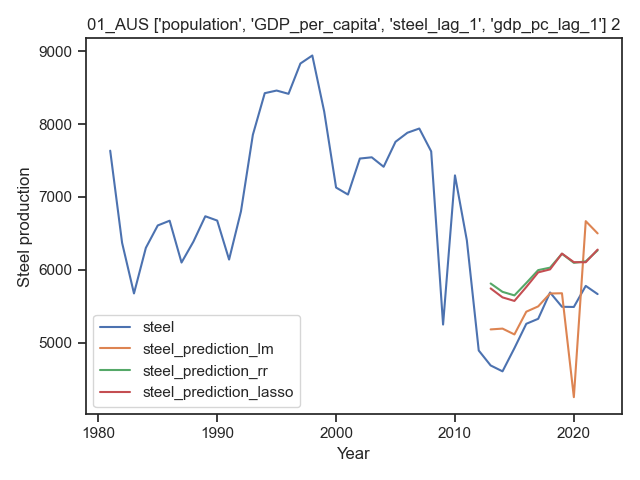 01_AUS ['population', 'GDP_per_capita', 'steel_lag_1', 'gdp_pc_lag_1'] 2
9000
8000
7000
6000
5000
Steel production
steel
steel_prediction_lm
steel_prediction_rr
steel_prediction_lasso
1980
1990
2000
2010
2020
Year